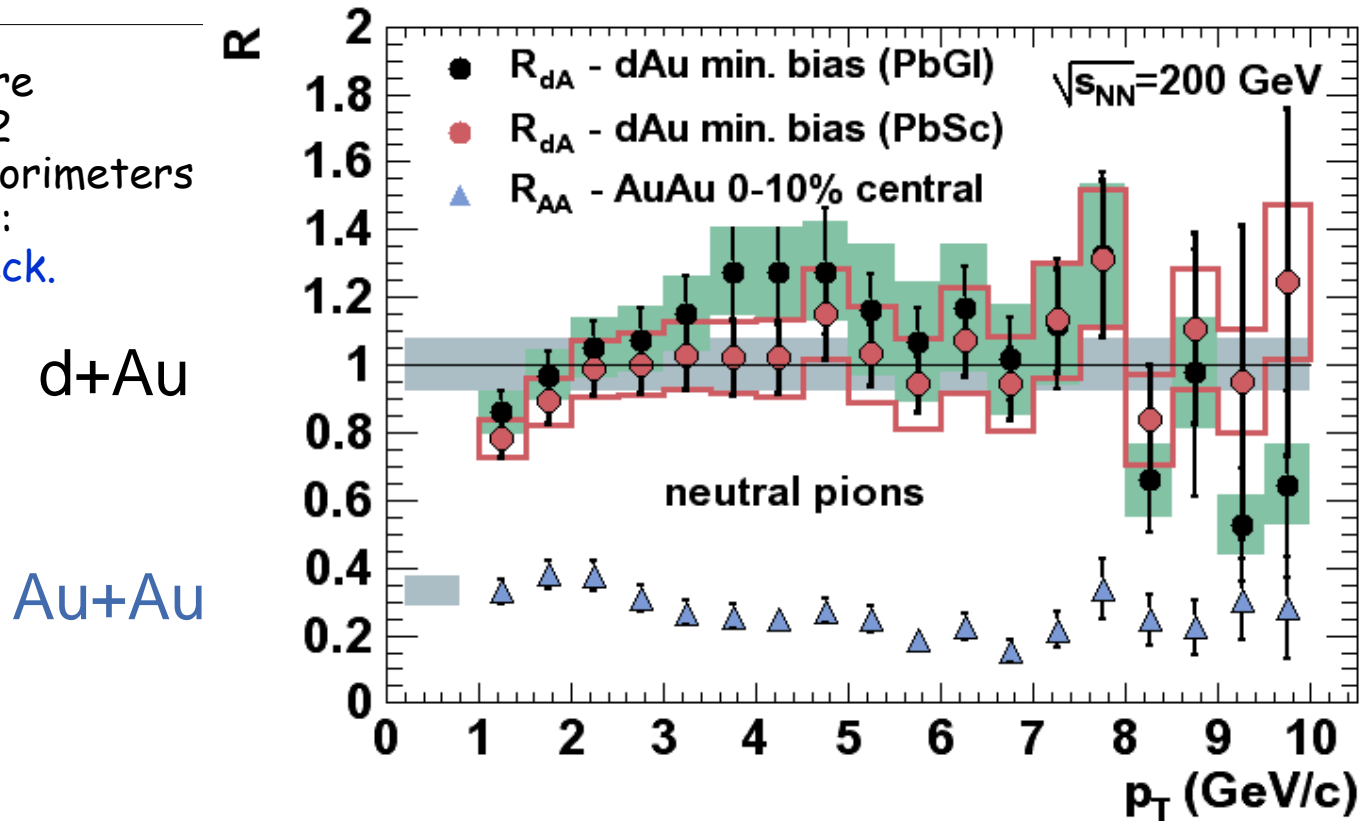 re
2
orimeters
:
ck.
d+Au
Au+Au
R
2
1.8
1.6
1.4
1.2
1
0.8
0.6
0.4
0.2
0
R_dA - dAu min. bias (PbGl)
R_dA - dAu min. bias (PbSc)
R_AA - AuAu 0-10% central
√s_NN=200 GeV
neutral pions
0 1 2 3 4 5 6 7 8 9 10
p_T (GeV/c)